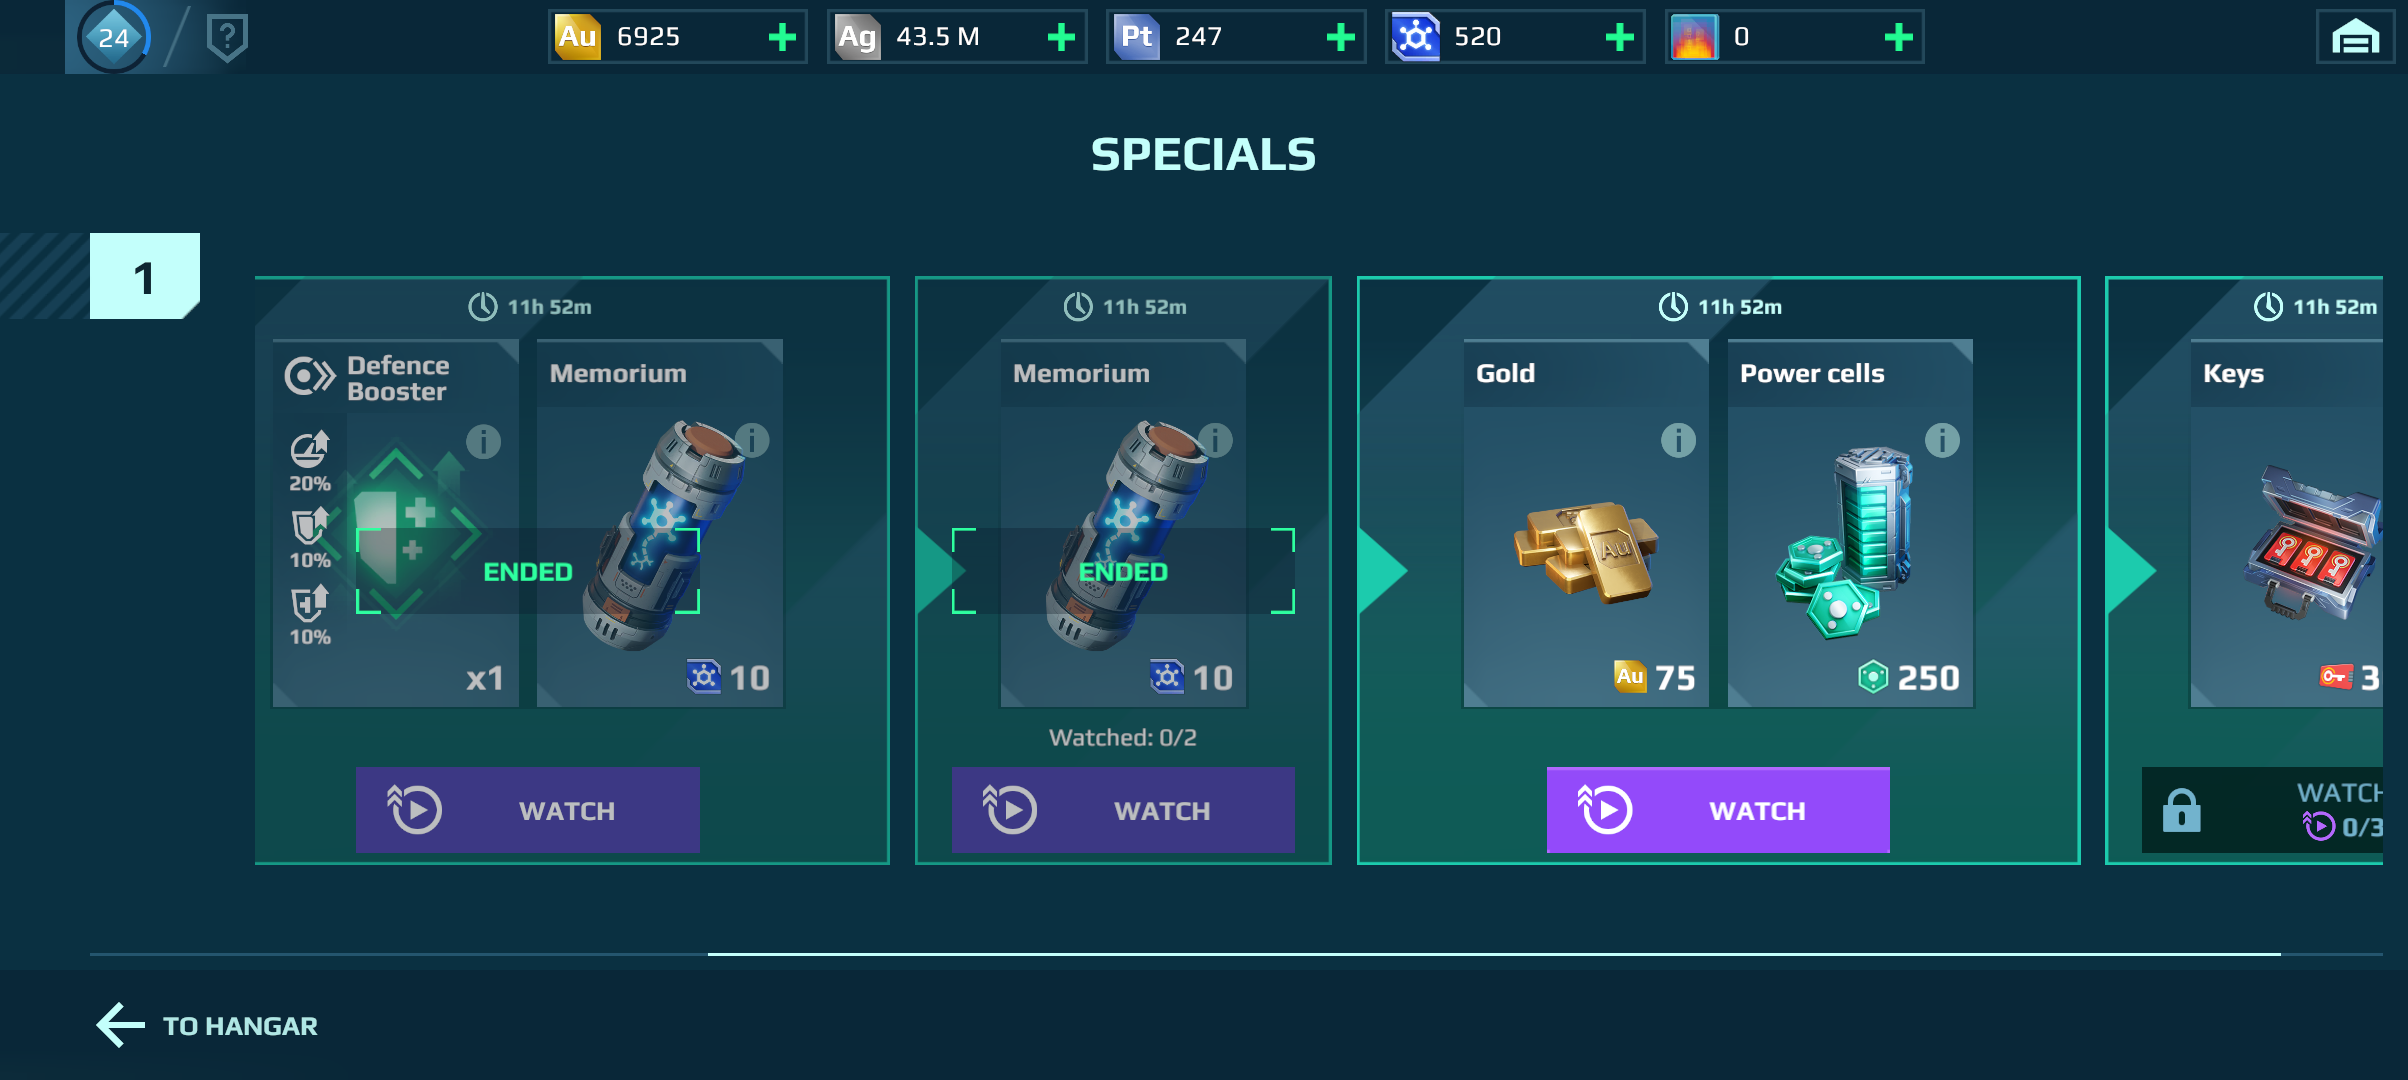 24
?
Au 6925
Ag 43.5 M
Pt 247
520
0
SPECIALS
1
11h 52m
Defence
Booster
20%
10%
10%
x1
Memorium
10
ENDED
WATCH
11h 52m
Memorium
ENDED
10
Watched: 0/2
WATCH
11h 52m
Gold
Au
Au 75
Power cells
250
WATCH
11h 52m
Keys
3
WATCH
0/3
TO HANGAR